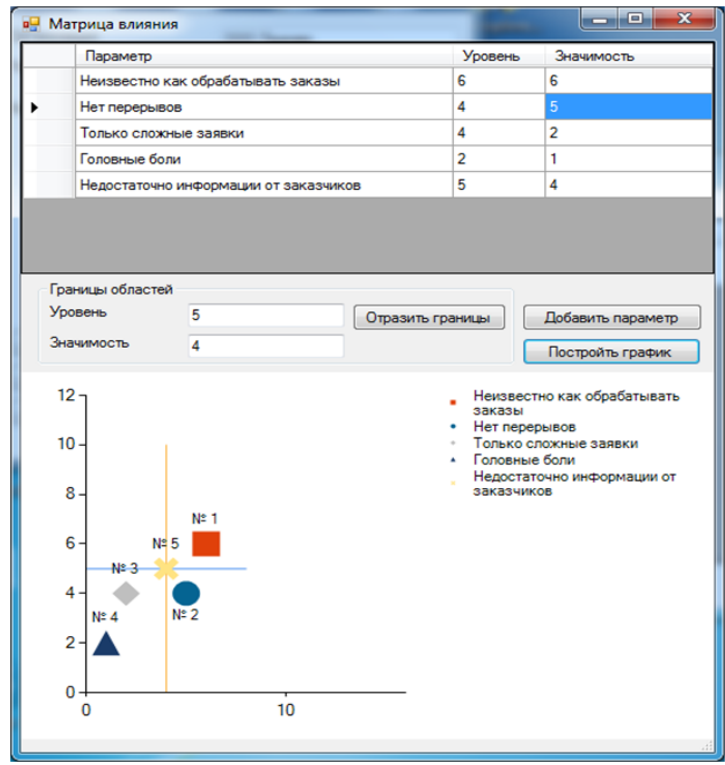 Матрица влияния
Параметр Уровень Значимость
Неизвестно как обрабатывать заказы 6 6
Нет перерывов 4 5
Только сложные заявки 4 2
Головные боли 2 1
Недостаточно информации от заказчиков 5 4
Границы областей
Уровень 5 Отразить границы Добавить параметр
Значимость 4 Постройть график
Неизвестно как обрабатывать
заказы
Нет перерывов
Только сложные заявки
Головные боли
Недостаточно информации от
заказчиков
12
10
8
№ 1
6
№ 5
№ 3
4
№ 4 № 2
2
0
0 10